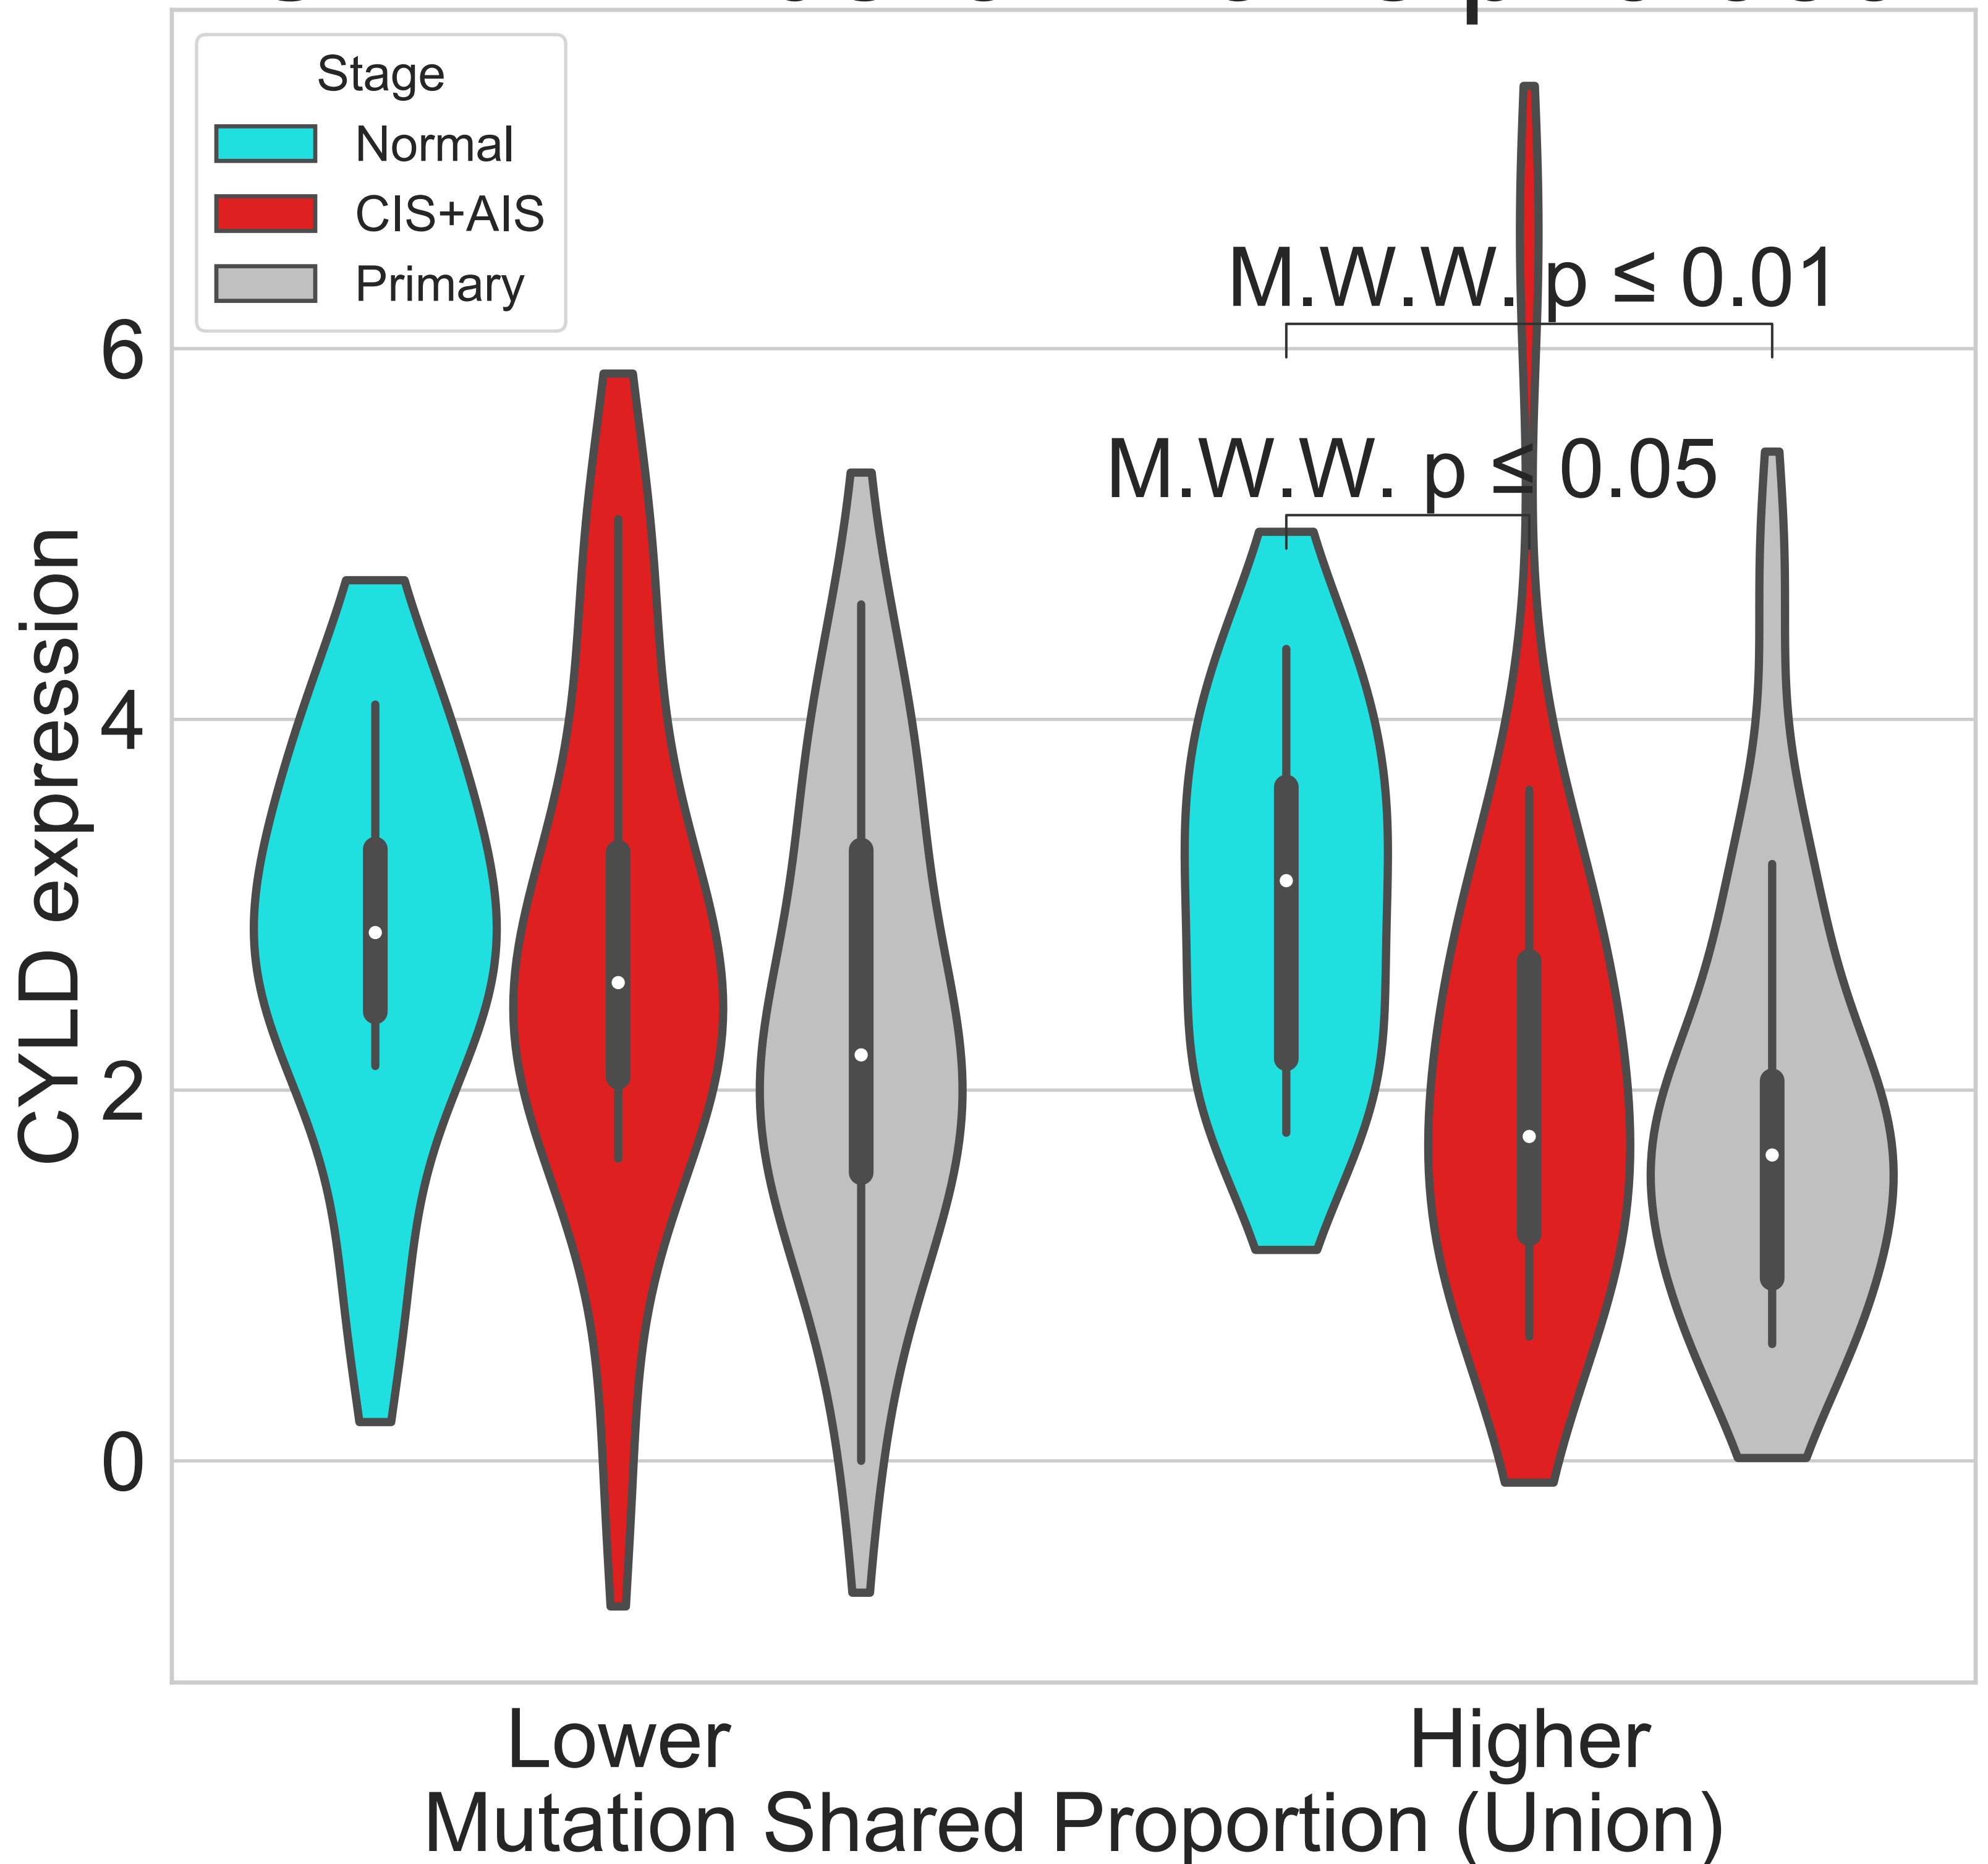 Stage
Normal
CIS+AIS
Primary
M.W.W. p ≤ 0.01
M.W.W. p ≤ 0.05
6
4
2
0
CYLD expression
Lower
Higher
Mutation Shared Proportion (Union)